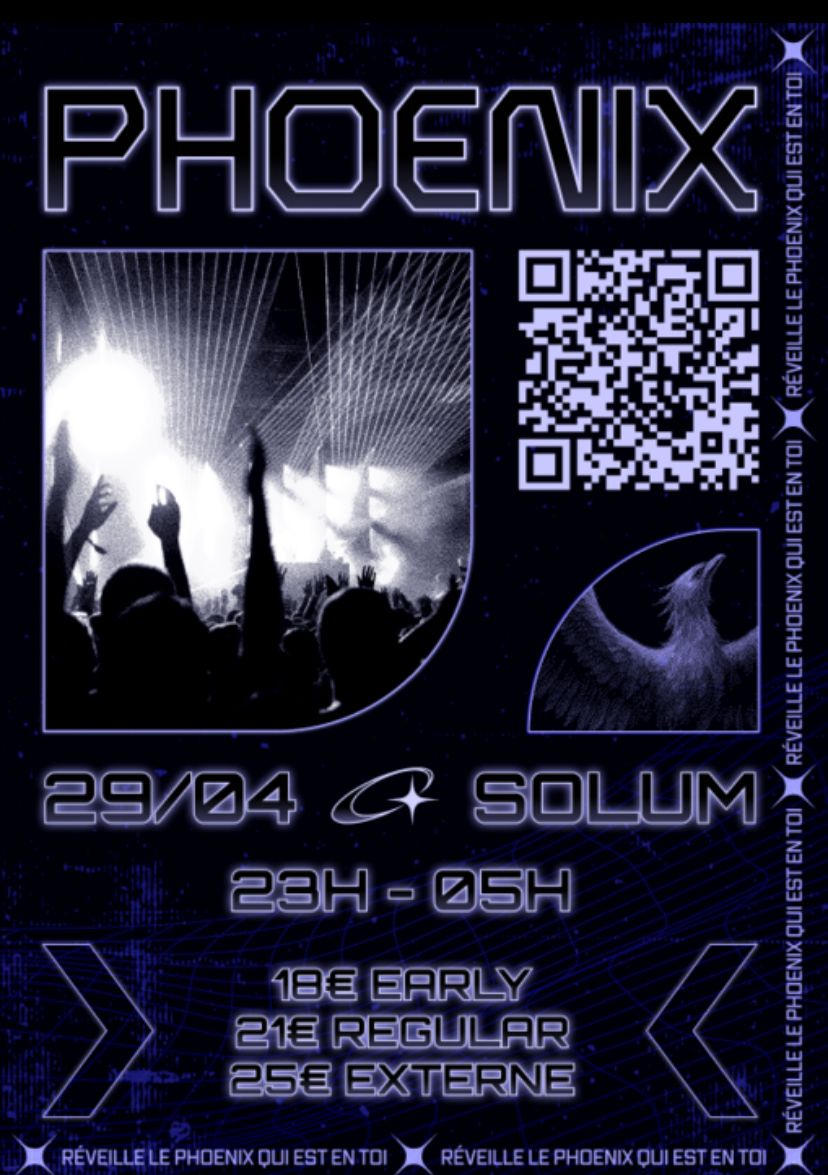 PHOENIX
29/04 SOLUM
23H - 05H
18€ EARLY
21€ REGULAR
25€ EXTERNE
RÉVEILLE LE PHOENIX QUI EST EN TOI
RÉVEILLE LE PHOENIX QUI EST EN TOI
RÉVEILLE LE PHOENIX QUI EST EN TOI
RÉVEILLE LE PHOENIX QUI EST EN TOI RÉVEILLE LE PHOENIX QUI EST EN TOI